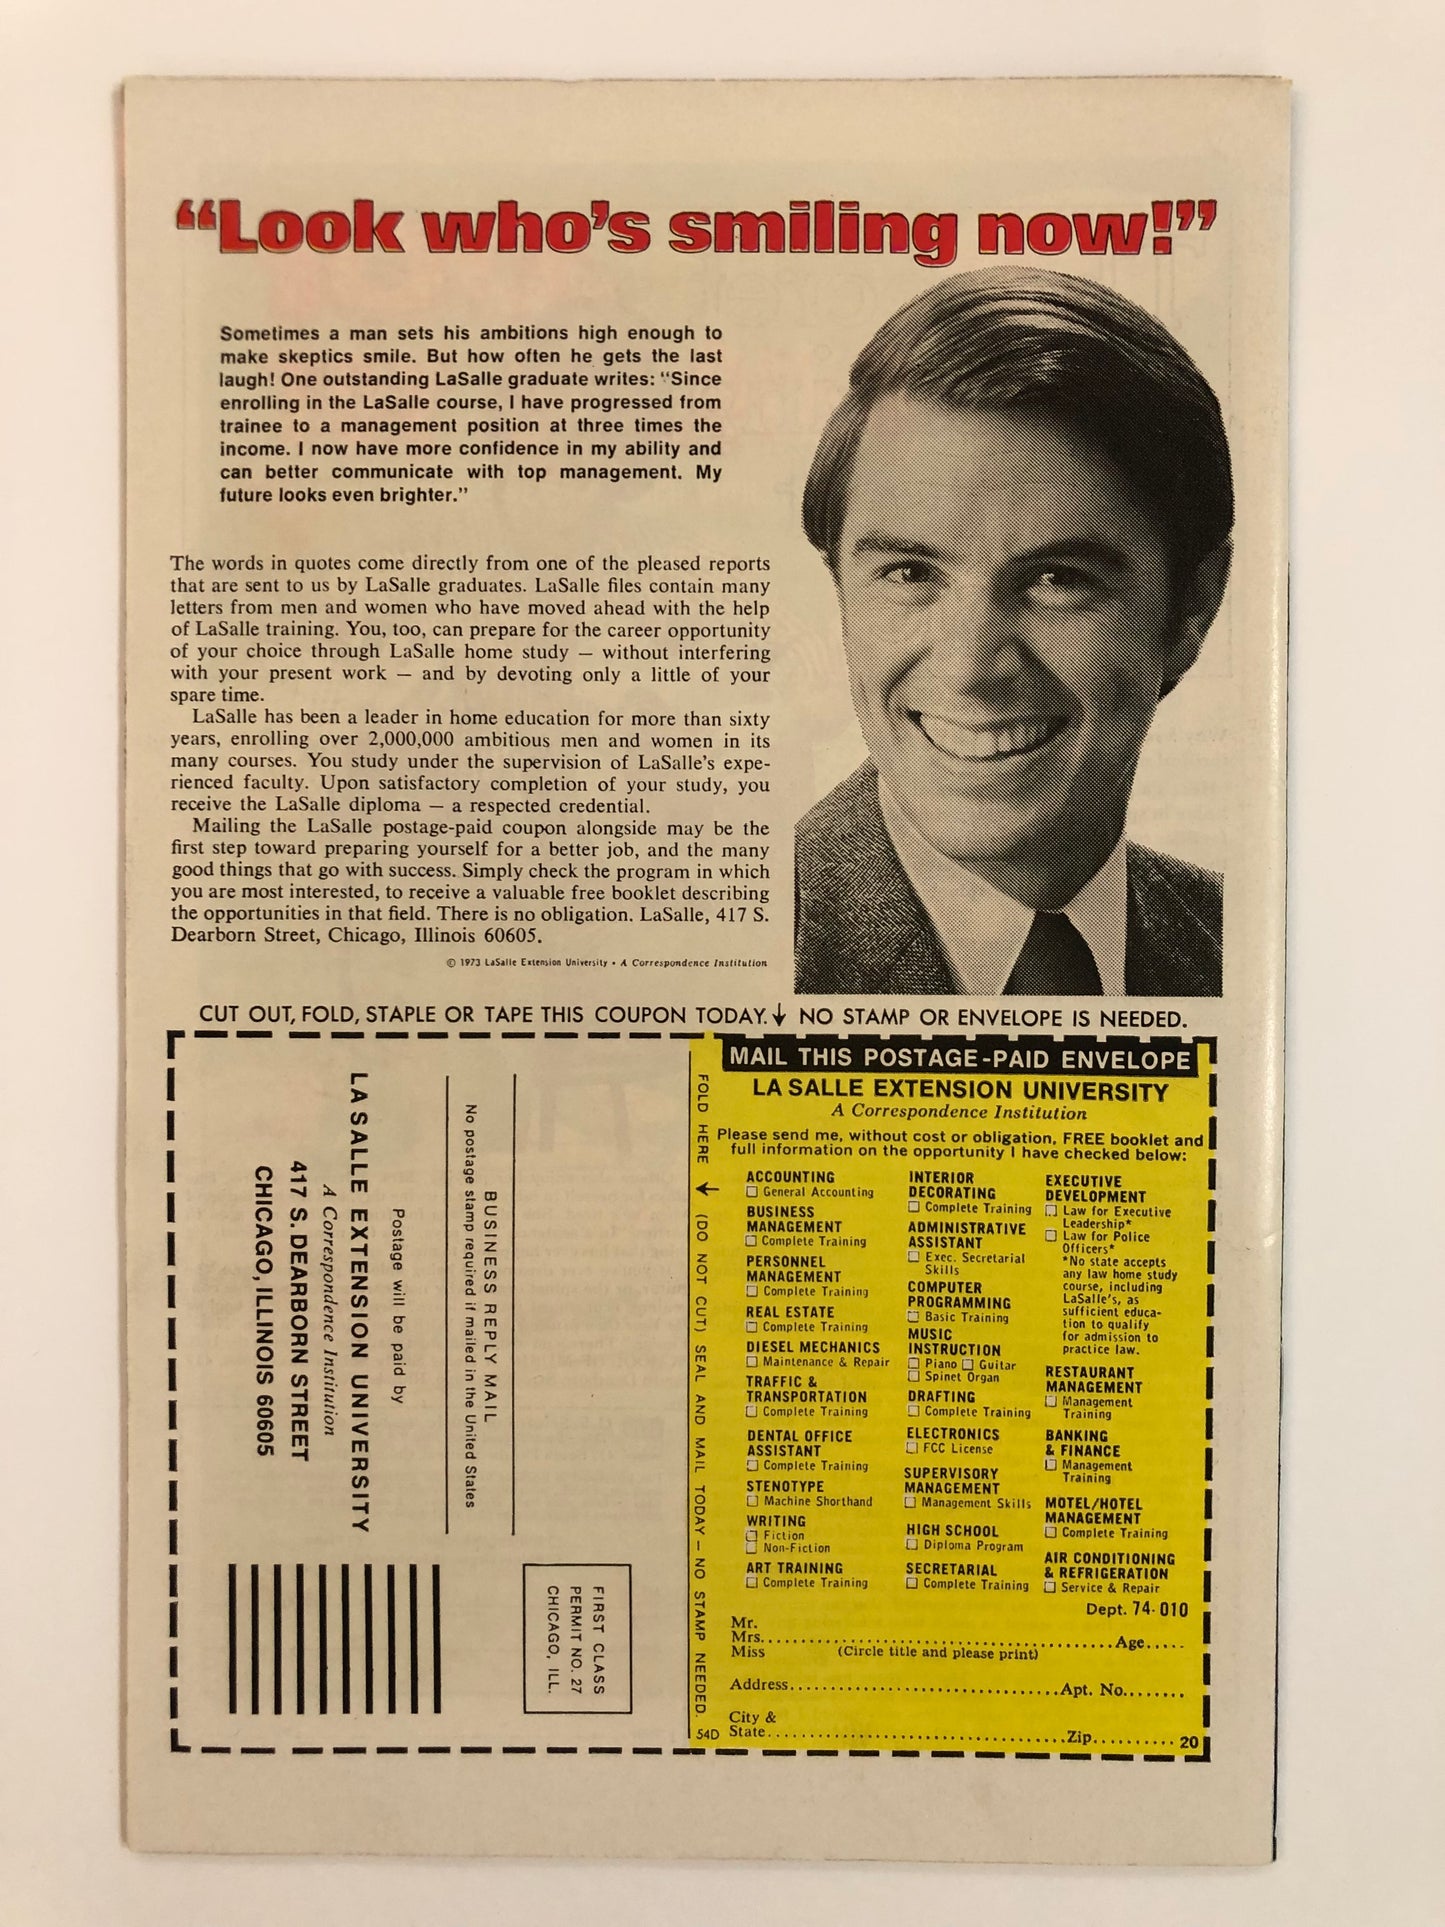 “Look who’s smiling now!”
Sometimes a man sets his ambitions high enough to
make skeptics smile. But how often he gets the last
laugh! One outstanding LaSalle graduate writes: “Since
enrolling in the LaSalle course, I have progressed from
trainee to a management position at three times the
income. I now have more confidence in my ability and
can better communicate with top management. My
future looks even brighter.”
The words in quotes come directly from one of the pleased reports
that are sent to us by LaSalle graduates. LaSalle files contain many
letters from men and women who have moved ahead with the help
of LaSalle training. You, too, can prepare for the career opportunity
of your choice through LaSalle home study — without interfering
with your present work — and by devoting only a little of your
spare time.
LaSalle has been a leader in home education for more than sixty
years, enrolling over 2,000,000 ambitious men and women in its
many courses. You study under the supervision of LaSalle’s expe-
rienced faculty. Upon satisfactory completion of your study, you
receive the LaSalle diploma — a respected credential.
Mailing the LaSalle postage-paid coupon alongside may be the
first step toward preparing yourself for a better job, and the many
good things that go with success. Simply check the program in which
you are most interested, to receive a valuable free booklet describing
the opportunities in that field. There is no obligation. LaSalle, 417 S.
Dearborn Street, Chicago, Illinois 60605.
© 1973 LaSalle Extension University • A Correspondence Institution
CUT OUT, FOLD, STAPLE OR TAPE THIS COUPON TODAY. ↓ NO STAMP OR ENVELOPE IS NEEDED.
FIRST CLASS
PERMIT NO. 27
CHICAGO, ILL.
BUSINESS REPLY MAIL
No postage stamp required if mailed in the United States
Postage will be paid by
LA SALLE EXTENSION UNIVERSITY
A Correspondence Institution
417 S. DEARBORN STREET
CHICAGO, ILLINOIS 60605
FOLD HERE ↓ (DO NOT CUT) SEAL AND MAIL TODAY — NO STAMP NEEDED.
54D
MAIL THIS POSTAGE-PAID ENVELOPE
LA SALLE EXTENSION UNIVERSITY
A Correspondence Institution
Please send me, without cost or obligation, FREE booklet and
full information on the opportunity I have checked below:
ACCOUNTING
☐ General Accounting
BUSINESS
MANAGEMENT
☐ Complete Training
PERSONNEL
MANAGEMENT
☐ Complete Training
REAL ESTATE
☐ Complete Training
DIESEL MECHANICS
☐ Maintenance & Repair
TRAFFIC &
TRANSPORTATION
☐ Complete Training
DENTAL OFFICE
ASSISTANT
☐ Complete Training
STENOTYPE
☐ Machine Shorthand
WRITING
☐ Fiction
☐ Non-Fiction
ART TRAINING
☐ Complete Training
INTERIOR
DECORATING
☐ Complete Training
ADMINISTRATIVE
ASSISTANT
☐ Exec. Secretarial
Skills
COMPUTER
PROGRAMMING
☐ Basic Training
MUSIC
INSTRUCTION
☐ Piano ☐ Guitar
☐ Spinet Organ
DRAFTING
☐ Complete Training
ELECTRONICS
☐ FCC License
SUPERVISORY
MANAGEMENT
☐ Management Skills
HIGH SCHOOL
☐ Diploma Program
SECRETARIAL
☐ Complete Training
EXECUTIVE
DEVELOPMENT
☐ Law for Executive
Leadership*
☐ Law for Police
Officers*
*No state accepts
any law home study
course, including
LaSalle’s, as
sufficient educa-
tion to qualify
for admission to
practice law.
RESTAURANT
MANAGEMENT
☐ Management
Training
BANKING
& FINANCE
☐ Management
Training
MOTEL/HOTEL
MANAGEMENT
☐ Complete Training
AIR CONDITIONING
& REFRIGERATION
☐ Service & Repair
Dept. 74-010
Mr.
Mrs. Age
Miss (Circle title and please print)
Address Apt. No.
City &
State Zip 20